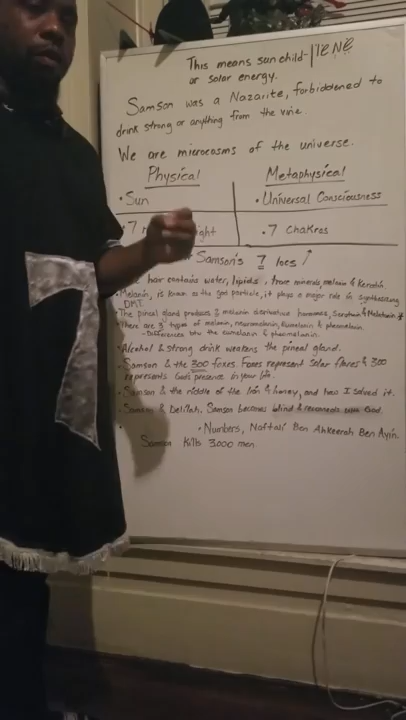 This means sun child-
or solar energy.
Samson was a Nazarite, forbiddened to
drink strong or anything from the vine.
We are microcosms of the universe.
Physical Metaphysical
• Sun • Universal Consciousness
• 7 • 7 Chakras
Samson's 7 locs
hair contains water, lipids, trace minerals, melanin & Keratin.
• Melanin, is known as the god particle, it plays a major role in synthesizing
DMT.
• The pineal gland produces 2 melanin derivative hormones, Serotonin & Melatonin.
• There are 3 types of melanin, neuromelanin, Eumelanin & pheomelanin.
- Differences btw the eumelanin & pheomelanin.
• Alcohol & strong drink weakens the pineal gland.
• Samson & the 300 foxes Foxes represent Solar flares & 300
represents God's presence in your life.
• Samson & the riddle of the lion & honey, and how I solved it.
• Samson & Delilah. Samson becomes blind & reconnects God.
• Numbers, Naftali Ben Ahkeerah Ben Ayin.
Samson Kills 3,000 men.